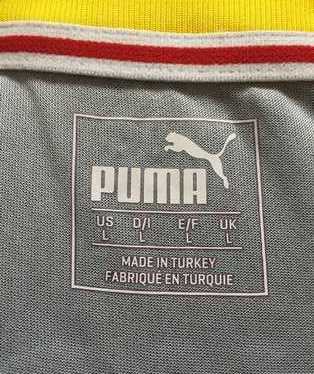 PUMA
US D/I E/F UK
L L L L
MADE IN TURKEY
FABRIQUÉ EN TURQUIE